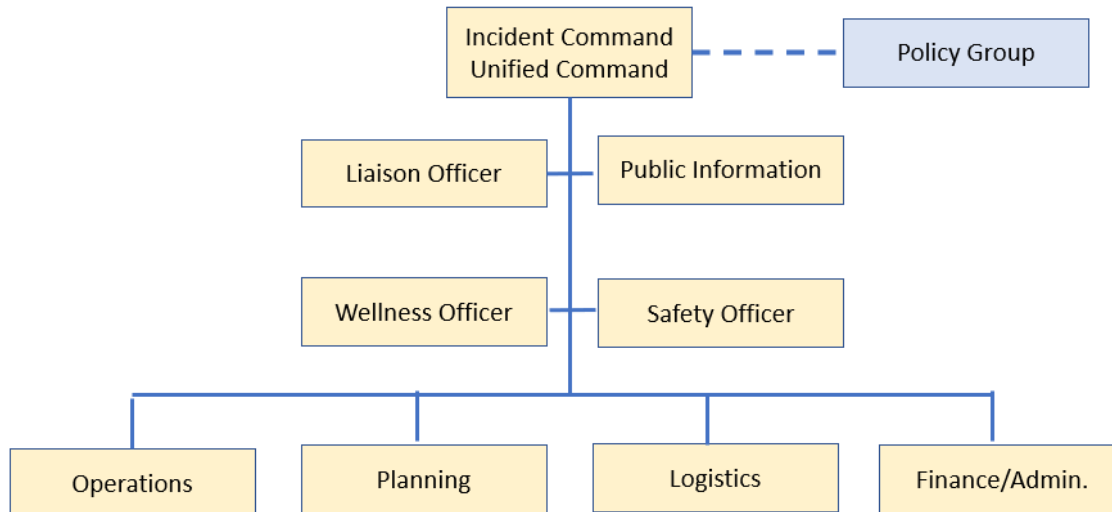 Incident Command
Unified Command
Policy Group
Liaison Officer
Public Information
Wellness Officer
Safety Officer
Operations
Planning
Logistics
Finance/Admin.